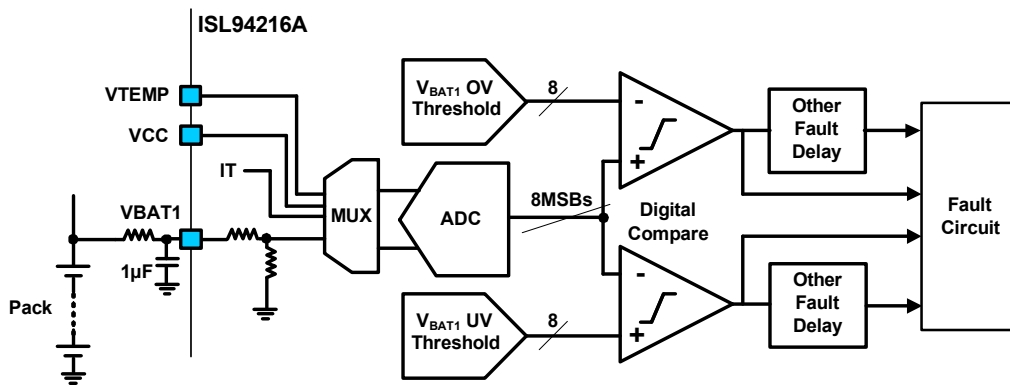 ISL94216A
VTEMP
VCC
IT
VBAT1
1µF
Pack
MUX
ADC
VBAT1 OV
Threshold
8
8MSBs
Digital
Compare
VBAT1 UV
Threshold
8
-
+
-
+
Other
Fault
Delay
Other
Fault
Delay
Fault
Circuit